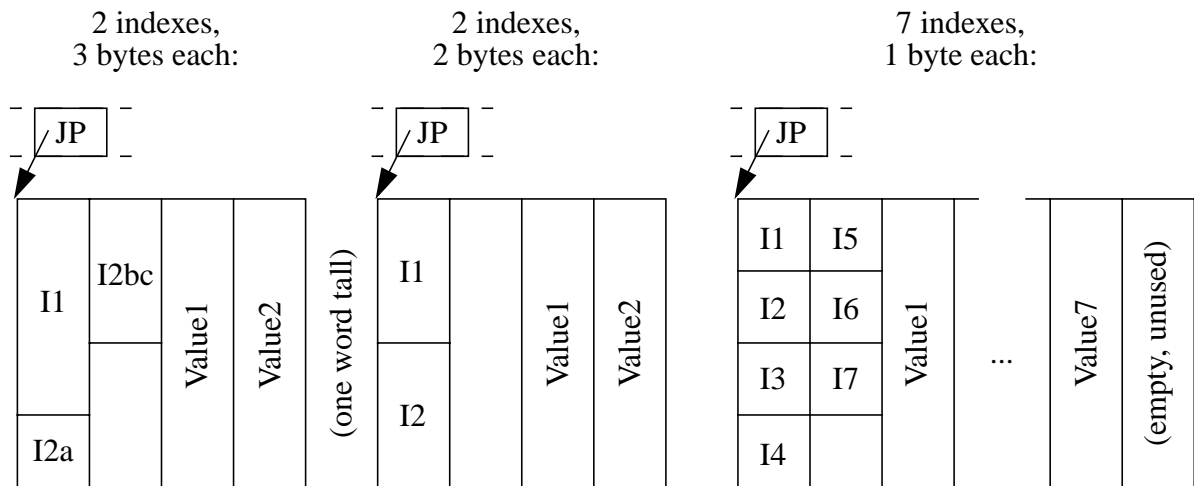 2 indexes,
3 bytes each:
2 indexes,
2 bytes each:
7 indexes,
1 byte each:
JP
JP
JP
I1
I2a
I2bc
Value1
Value2
(one word tall)
I1
I2
Value1
Value2
I1
I2
I3
I4
I5
I6
I7
Value1
...
Value7
(empty, unused)